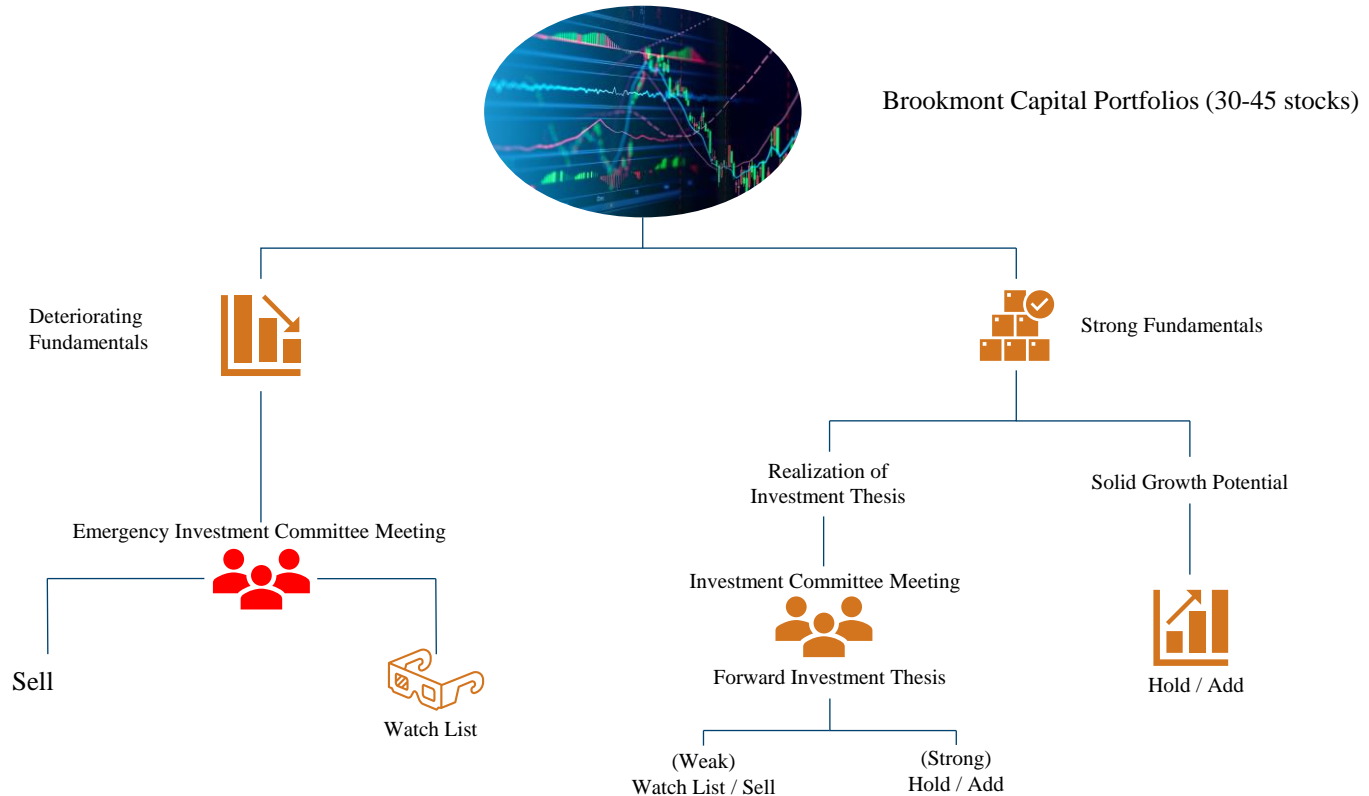 Brookmont Capital Portfolios (30-45 stocks)
Deteriorating
Fundamentals
Strong Fundamentals
Realization of
Investment Thesis
Solid Growth Potential
Emergency Investment Committee Meeting
Investment Committee Meeting
Sell
Watch List
Forward Investment Thesis
Hold / Add
(Weak)
Watch List / Sell
(Strong)
Hold / Add